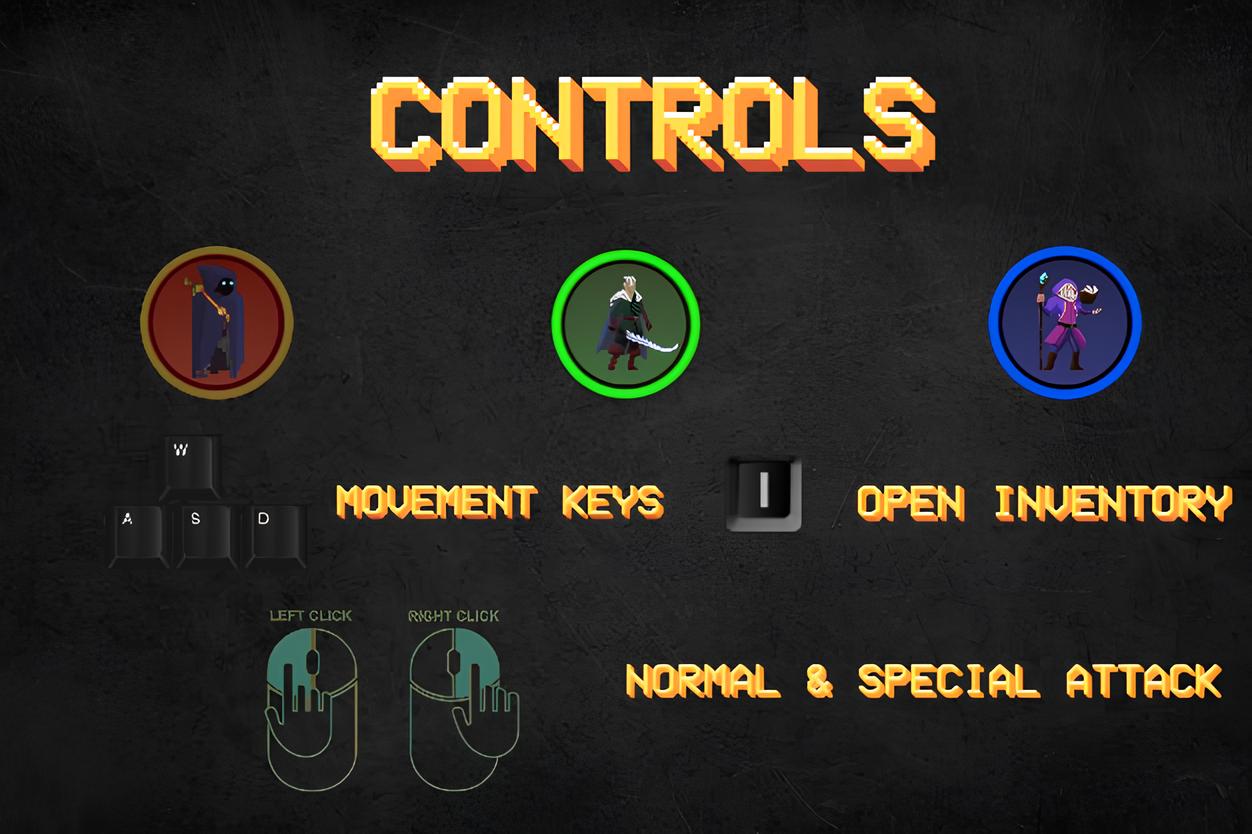 CONTROLS
W
A S D
MOVEMENT KEYS
I
OPEN INVENTORY
LEFT CLICK
RIGHT CLICK
NORMAL & SPECIAL ATTACK